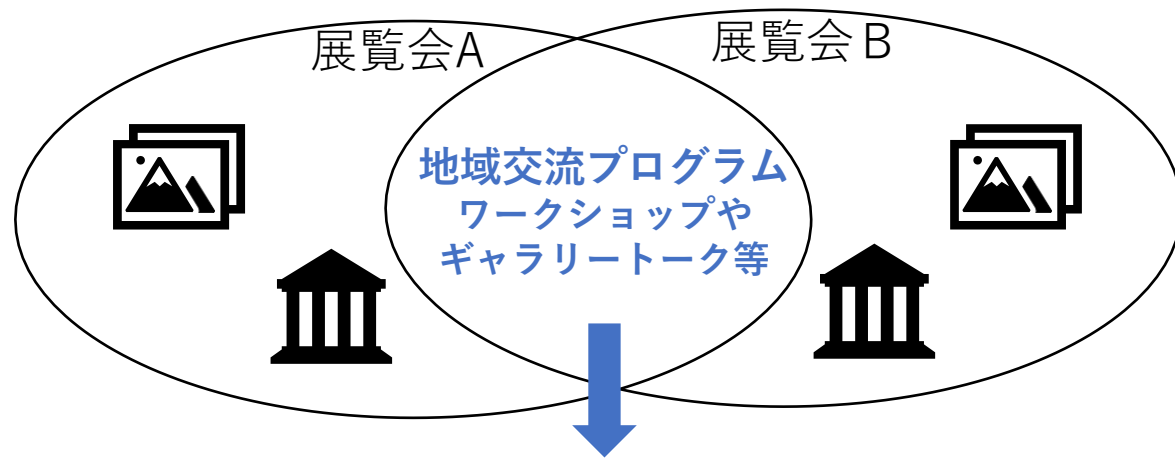 展覧会A
展覧会B
地域交流プログラム
ワークショップや
ギャラリートーク等